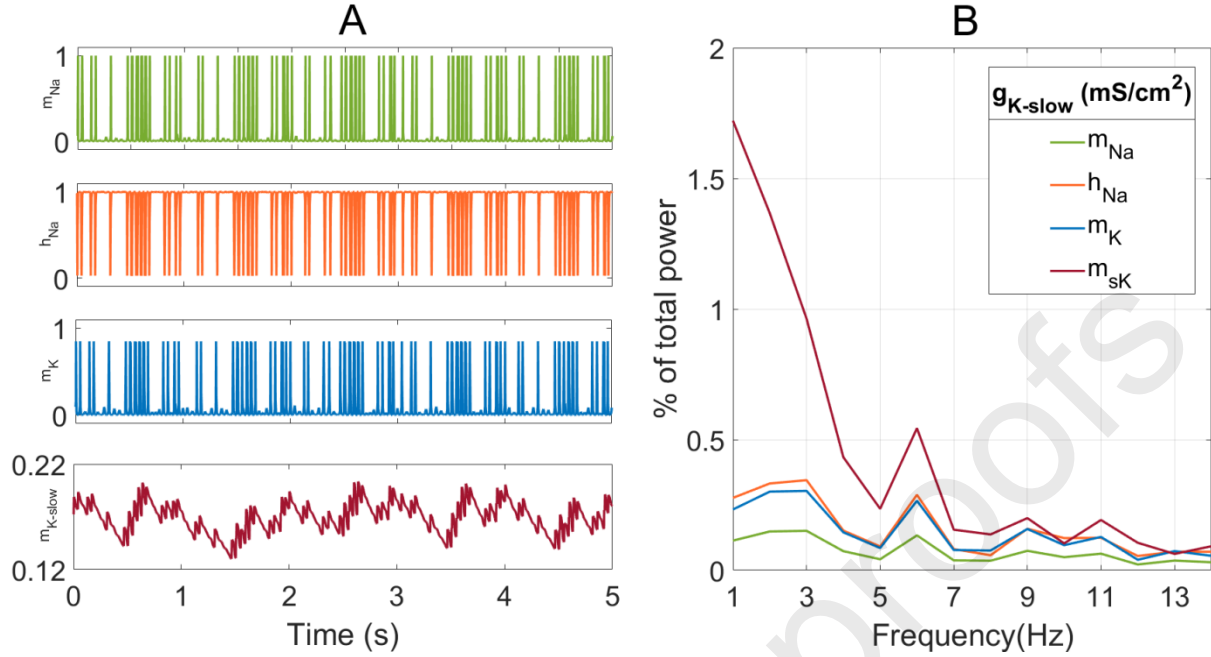 A
1
m_Na
0
1
h_Na
0
1
m_K
0
0.22
m_K-slow
0.12
0 1 2 3 4 5
Time (s)
B
2
1.5
1
0.5
0
% of total power
g_K-slow (mS/cm^2)
m_Na
h_Na
m_K
m_sK
1 3 5 7 9 11 13
Frequency(Hz)
proofs